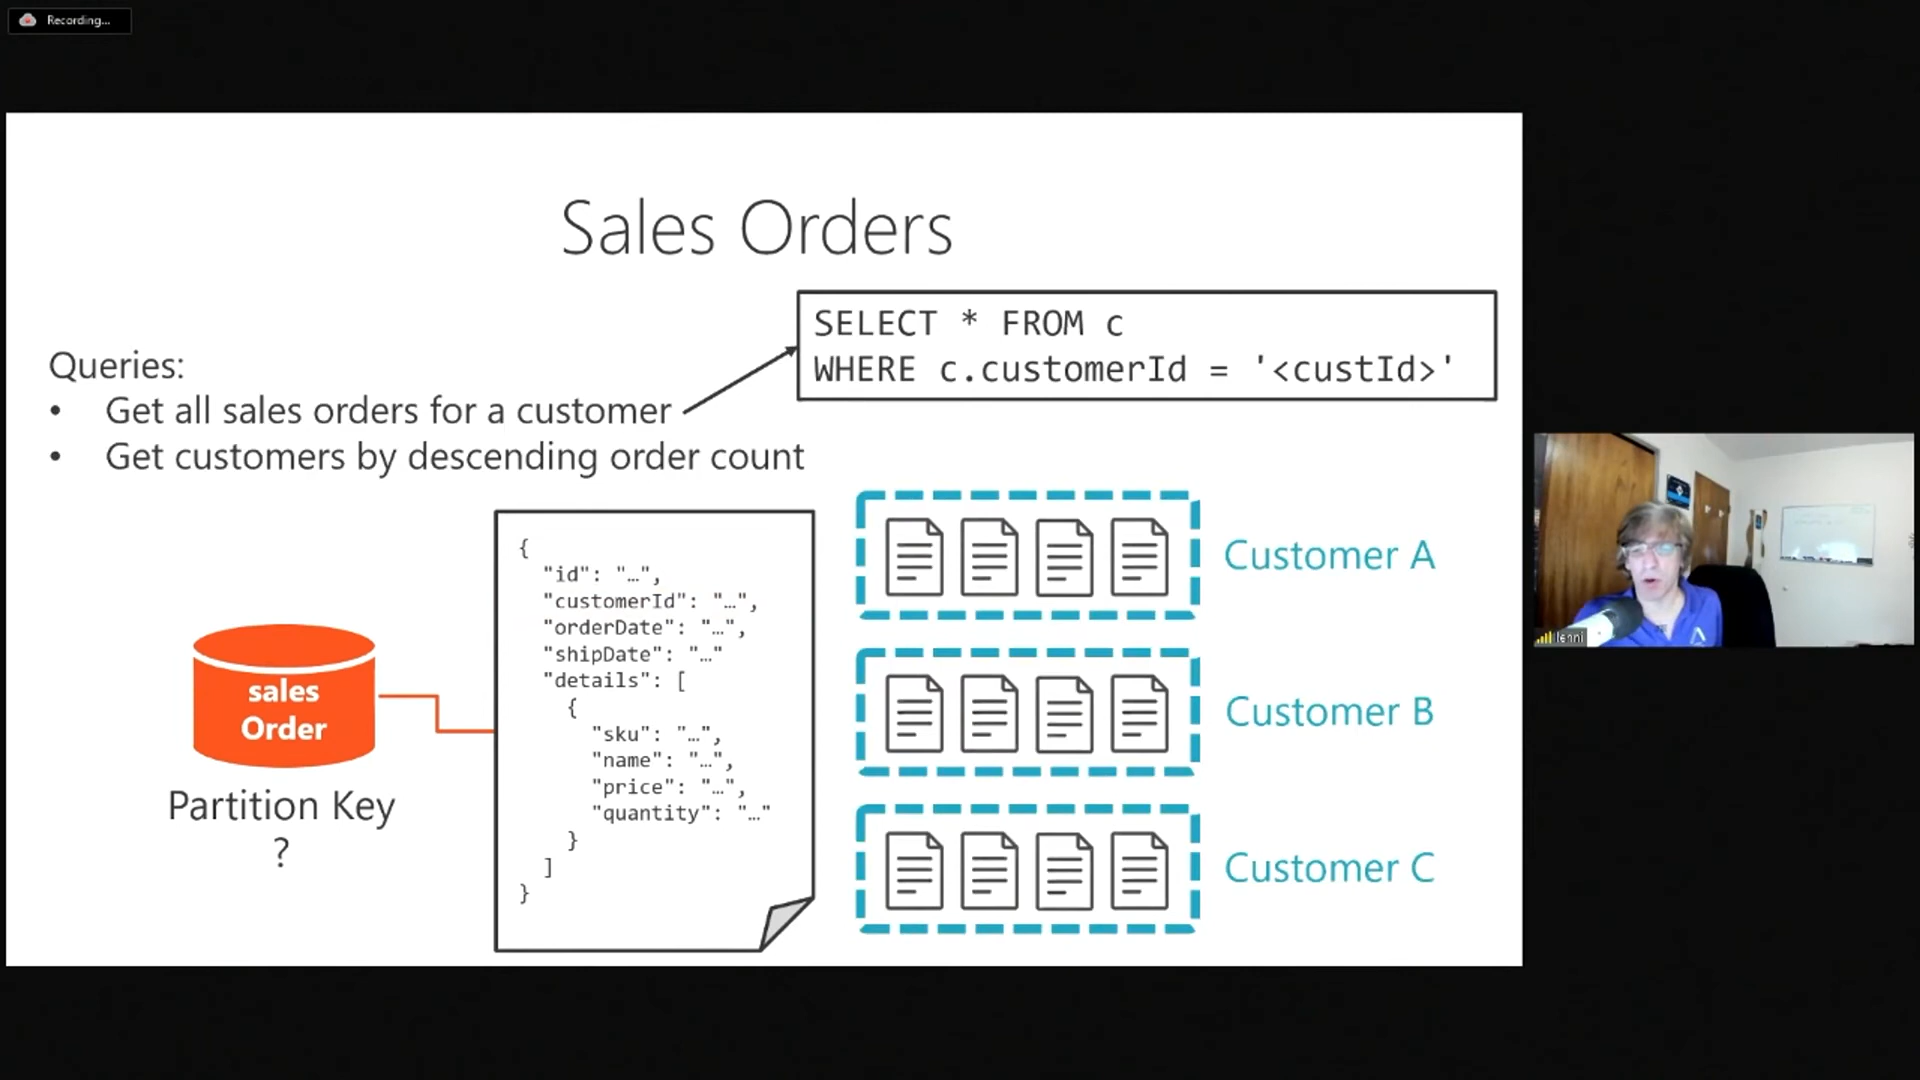 Recording...
Sales Orders
SELECT * FROM c
WHERE c.customerId = '<custId>'
Queries:
• Get all sales orders for a customer
• Get customers by descending order count
{
"id": "…",
"customerId": "…",
"orderDate": "…",
"shipDate": "…"
"details": [
{
"sku": "…",
"name": "…",
"price": "…",
"quantity": "…"
}
]
}
sales
Order
Partition Key
?
Customer A
Customer B
Customer C
lenni